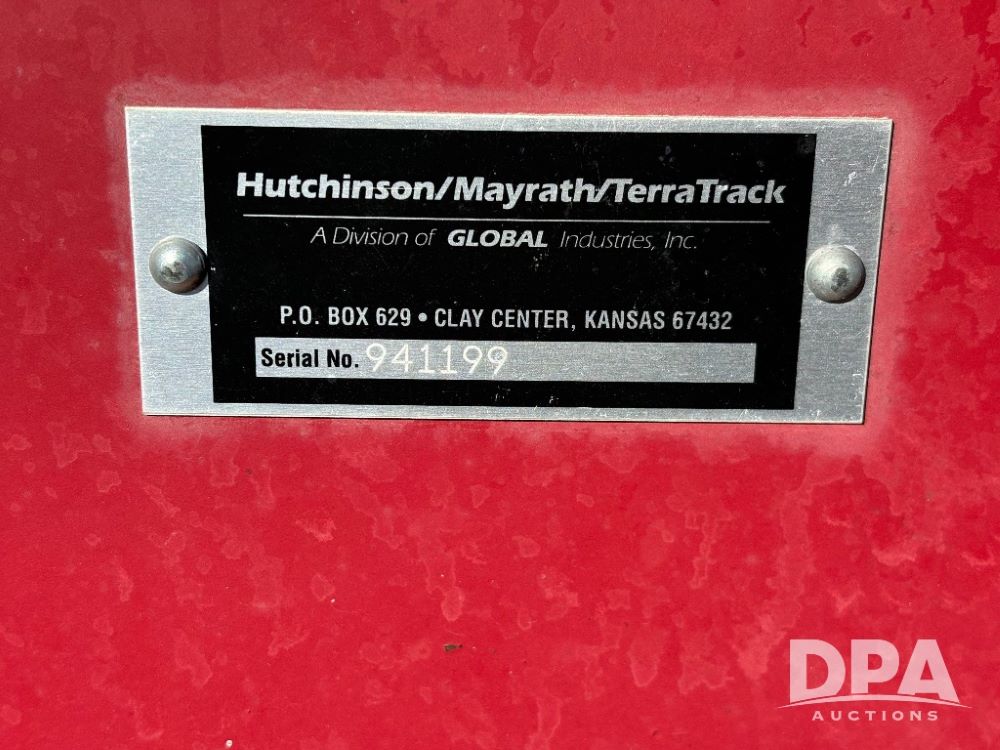 Hutchinson/Mayrath/TerraTrack
A Division of GLOBAL Industries, Inc.
P.O. BOX 629 • CLAY CENTER, KANSAS 67432
Serial No. 941199
DPA
AUCTIONS